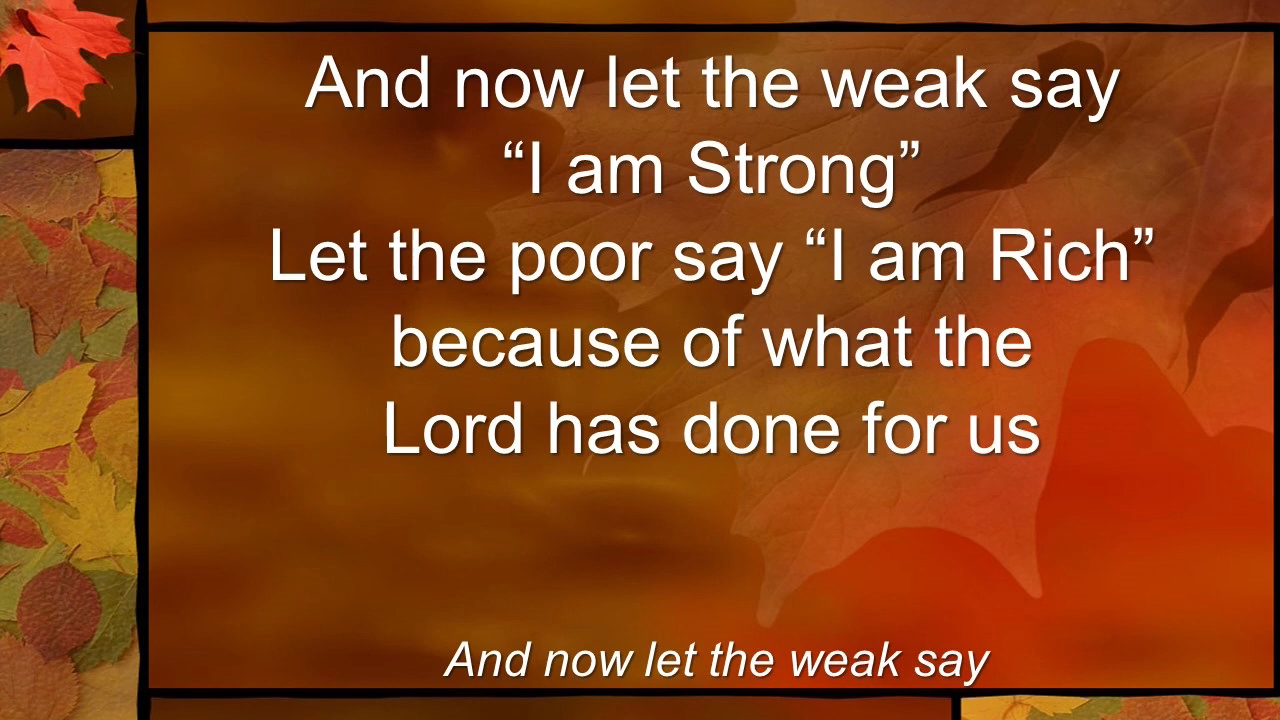 And now let the weak say
“I am Strong”
Let the poor say “I am Rich”
because of what the
Lord has done for us
And now let the weak say